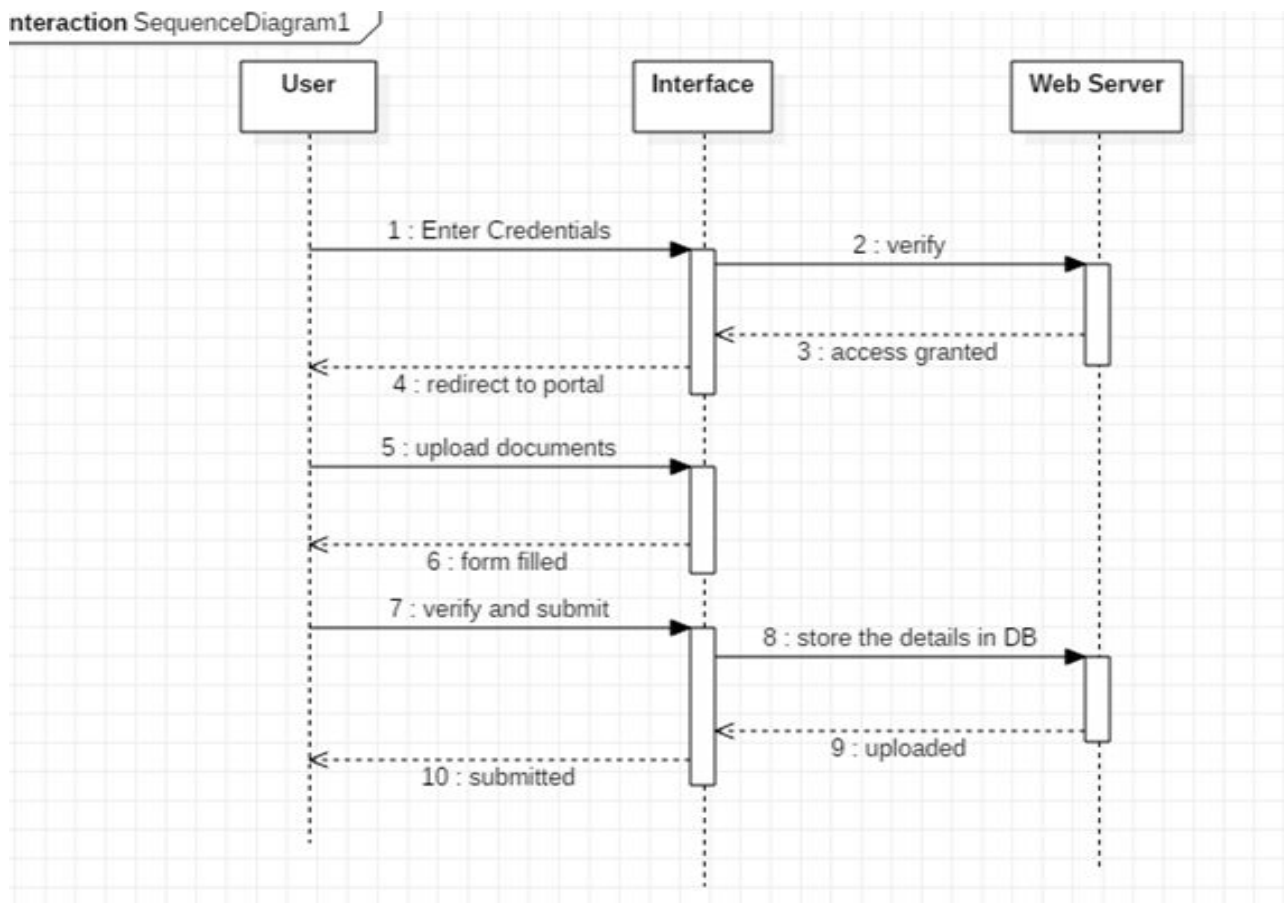 nteraction SequenceDiagram1
User
Interface
Web Server
1 : Enter Credentials
2 : verify
3 : access granted
4 : redirect to portal
5 : upload documents
6 : form filled
7 : verify and submit
8 : store the details in DB
9 : uploaded
10 : submitted